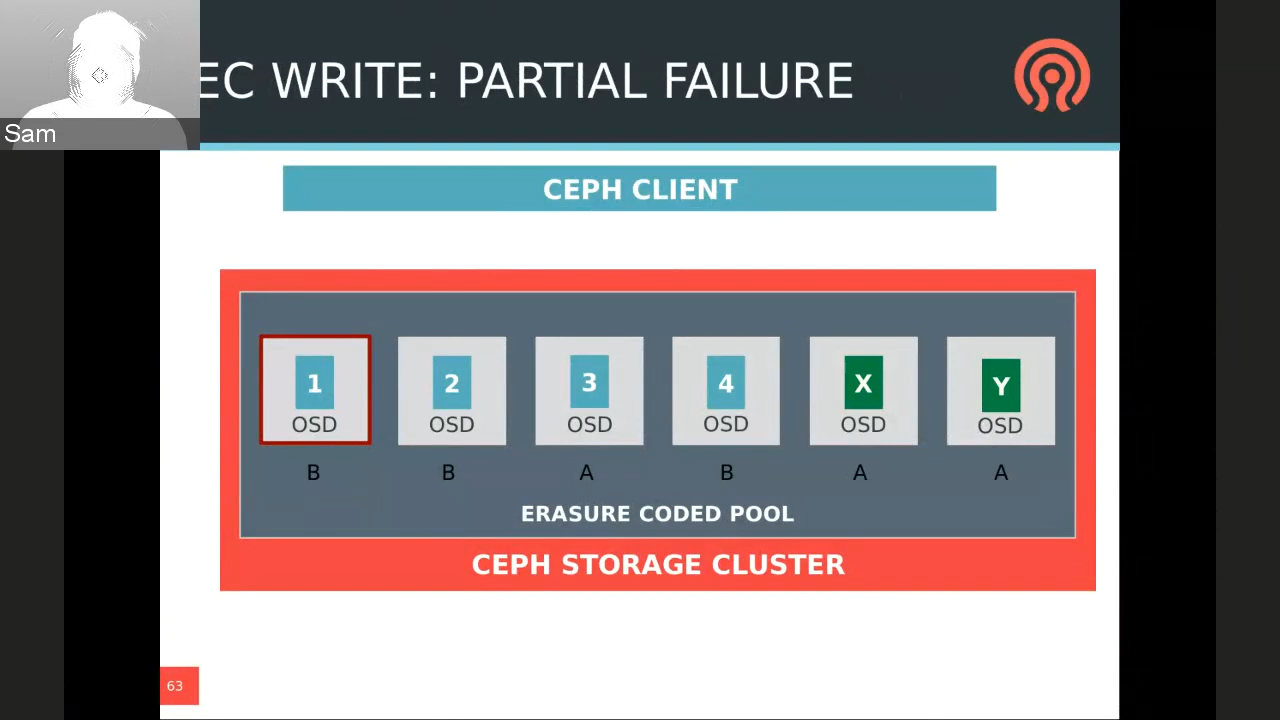 EC WRITE: PARTIAL FAILURE
Sam
CEPH CLIENT
1 2 3 4 X Y
OSD OSD OSD OSD OSD OSD
B B A B A A
ERASURE CODED POOL
CEPH STORAGE CLUSTER
63